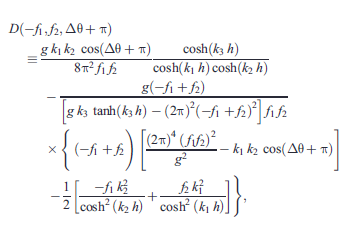 D(−f₁,f₂, Δθ + π)
≡ g k₁ k₂ cos(Δθ + π) / 8π² f₁ f₂ cosh(k₃ h) / cosh(k₁ h) cosh(k₂ h)
− g(−f₁ + f₂) / [g k₃ tanh(k₃ h) − (2π)² (−f₁ + f₂)²] f₁ f₂
× { (−f₁ + f₂) [ (2π)⁴ (f₁f₂)² / g² − k₁ k₂ cos(Δθ + π) ]
− 1/2 [ −f₁ k₂² / cosh² (k₂ h) + f₂ k₁² / cosh² (k₁ h) ] },